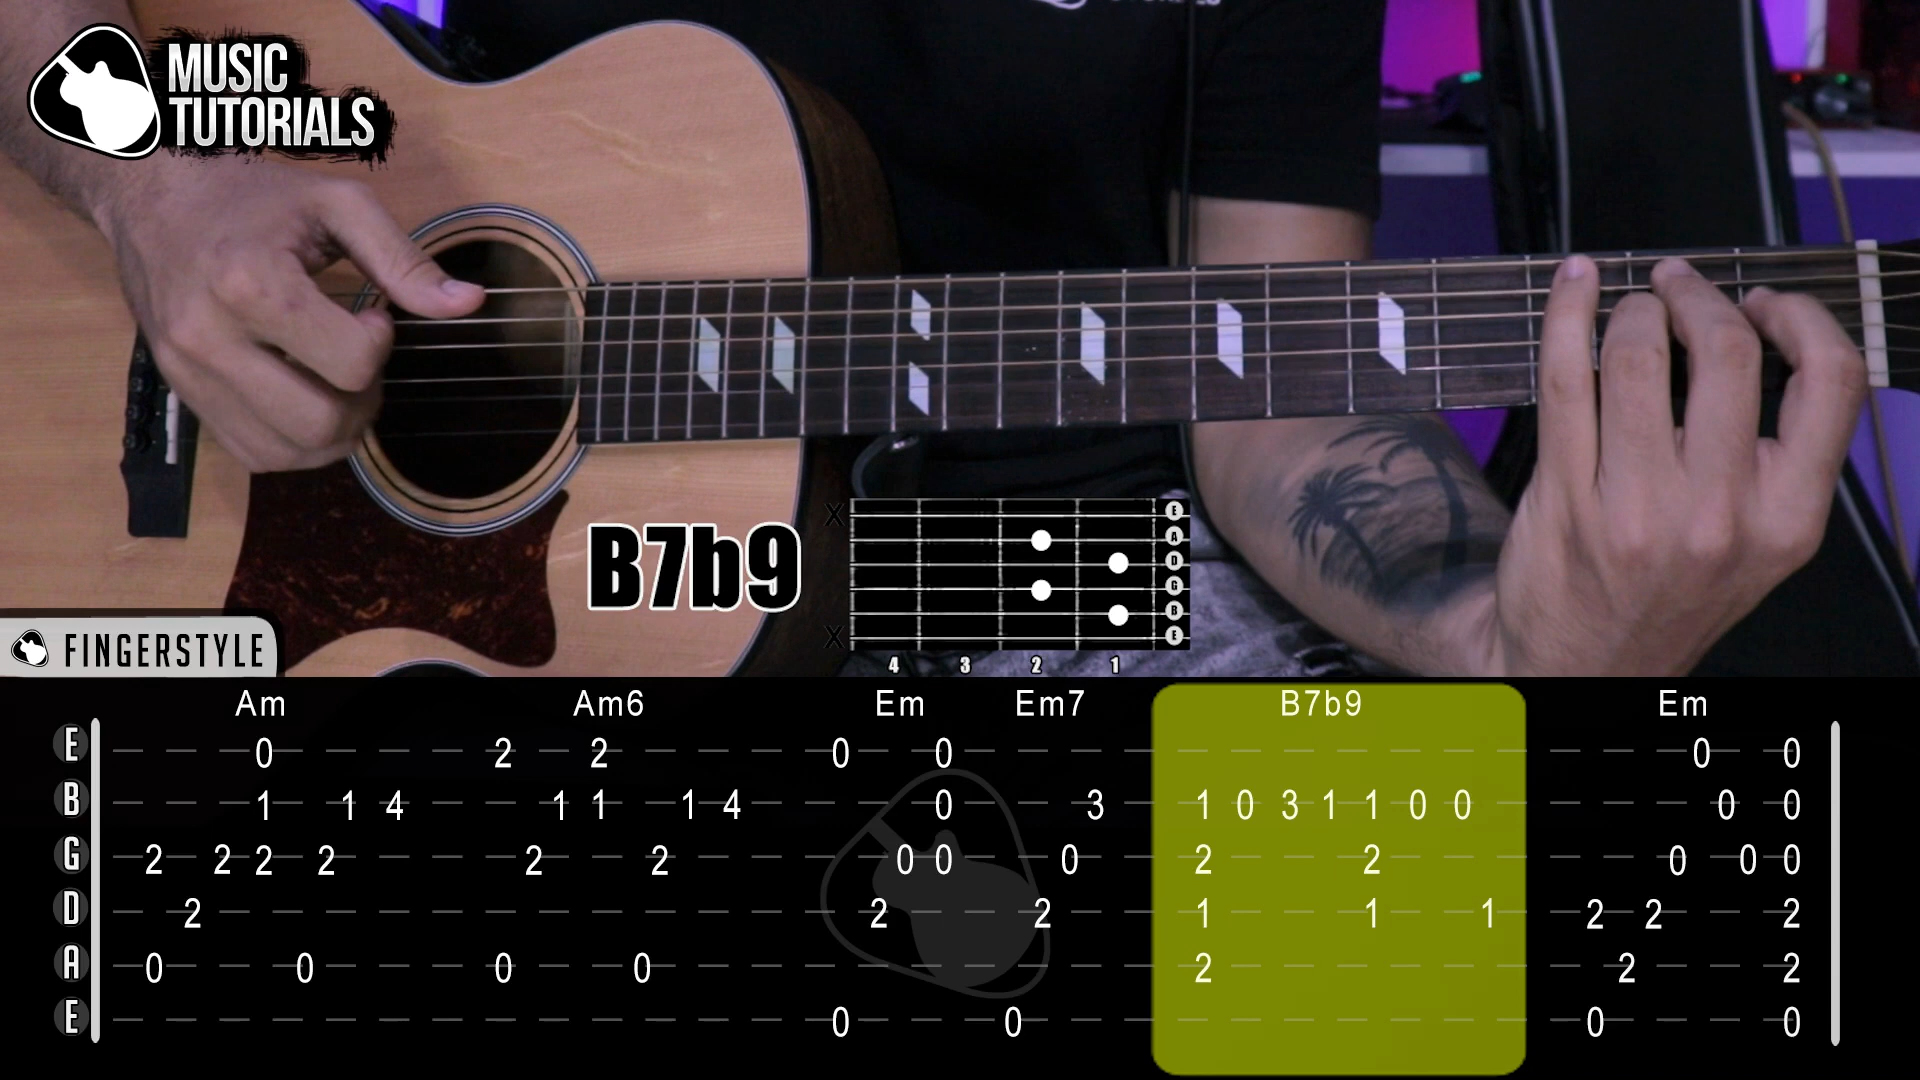 MUSIC
TUTORIALS
B7b9
X E
A
D
G
B
X E
4 3 2 1
FINGERSTYLE
Am Am6 Em Em7 B7b9 Em
E 0 2 2 0 0 0 0
B 1 1 4 1 1 1 4 0 3 1 0 3 1 1 0 0 0 0
G 2 2 2 2 2 2 0 0 0 2 2 0 0 0
D 2 2 2 1 1 1 2 2 2
A 0 0 0 0 2 2 2
E 0 0 0 0